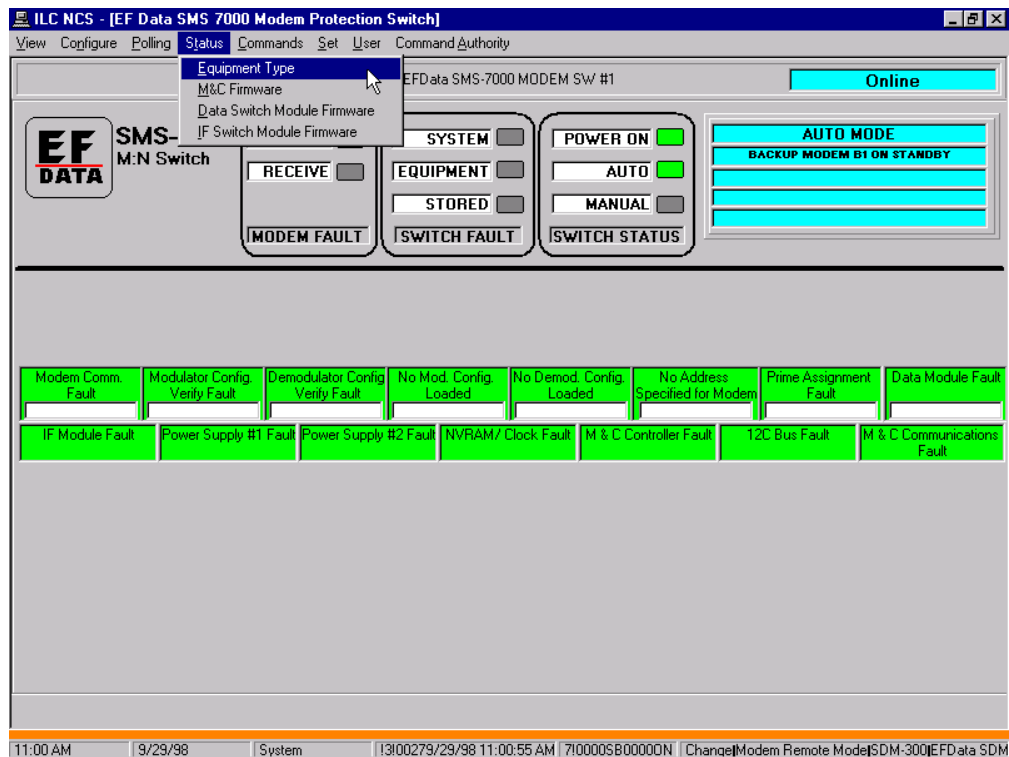 ILC NCS - [EF Data SMS 7000 Modem Protection Switch]
View Configure Polling Status Commands Set User Command Authority
Equipment Type
M&C Firmware
Data Switch Module Firmware
IF Switch Module Firmware
EFData SMS-7000 MODEM SW #1
Online
EF DATA
SMS-
M:N Switch
RECEIVE
MODEM FAULT
SYSTEM
EQUIPMENT
STORED
SWITCH FAULT
POWER ON
AUTO
MANUAL
SWITCH STATUS
AUTO MODE
BACKUP MODEM B1 ON STANDBY
Modem Comm. Fault
Modulator Config. Verify Fault
Demodulator Config Verify Fault
No Mod. Config. Loaded
No Demod. Config. Loaded
No Address Specified for Modem
Prime Assignment Fault
Data Module Fault
IF Module Fault
Power Supply #1 Fault
Power Supply #2 Fault
NVRAM / Clock Fault
M & C Controller Fault
12C Bus Fault
M & C Communications Fault
11:00 AM 9/29/98 System !3!00279/29/98 11:00:55 AM 7!0000SB00000N Change|Modem Remote Mode|SDM-300|EFData SDM